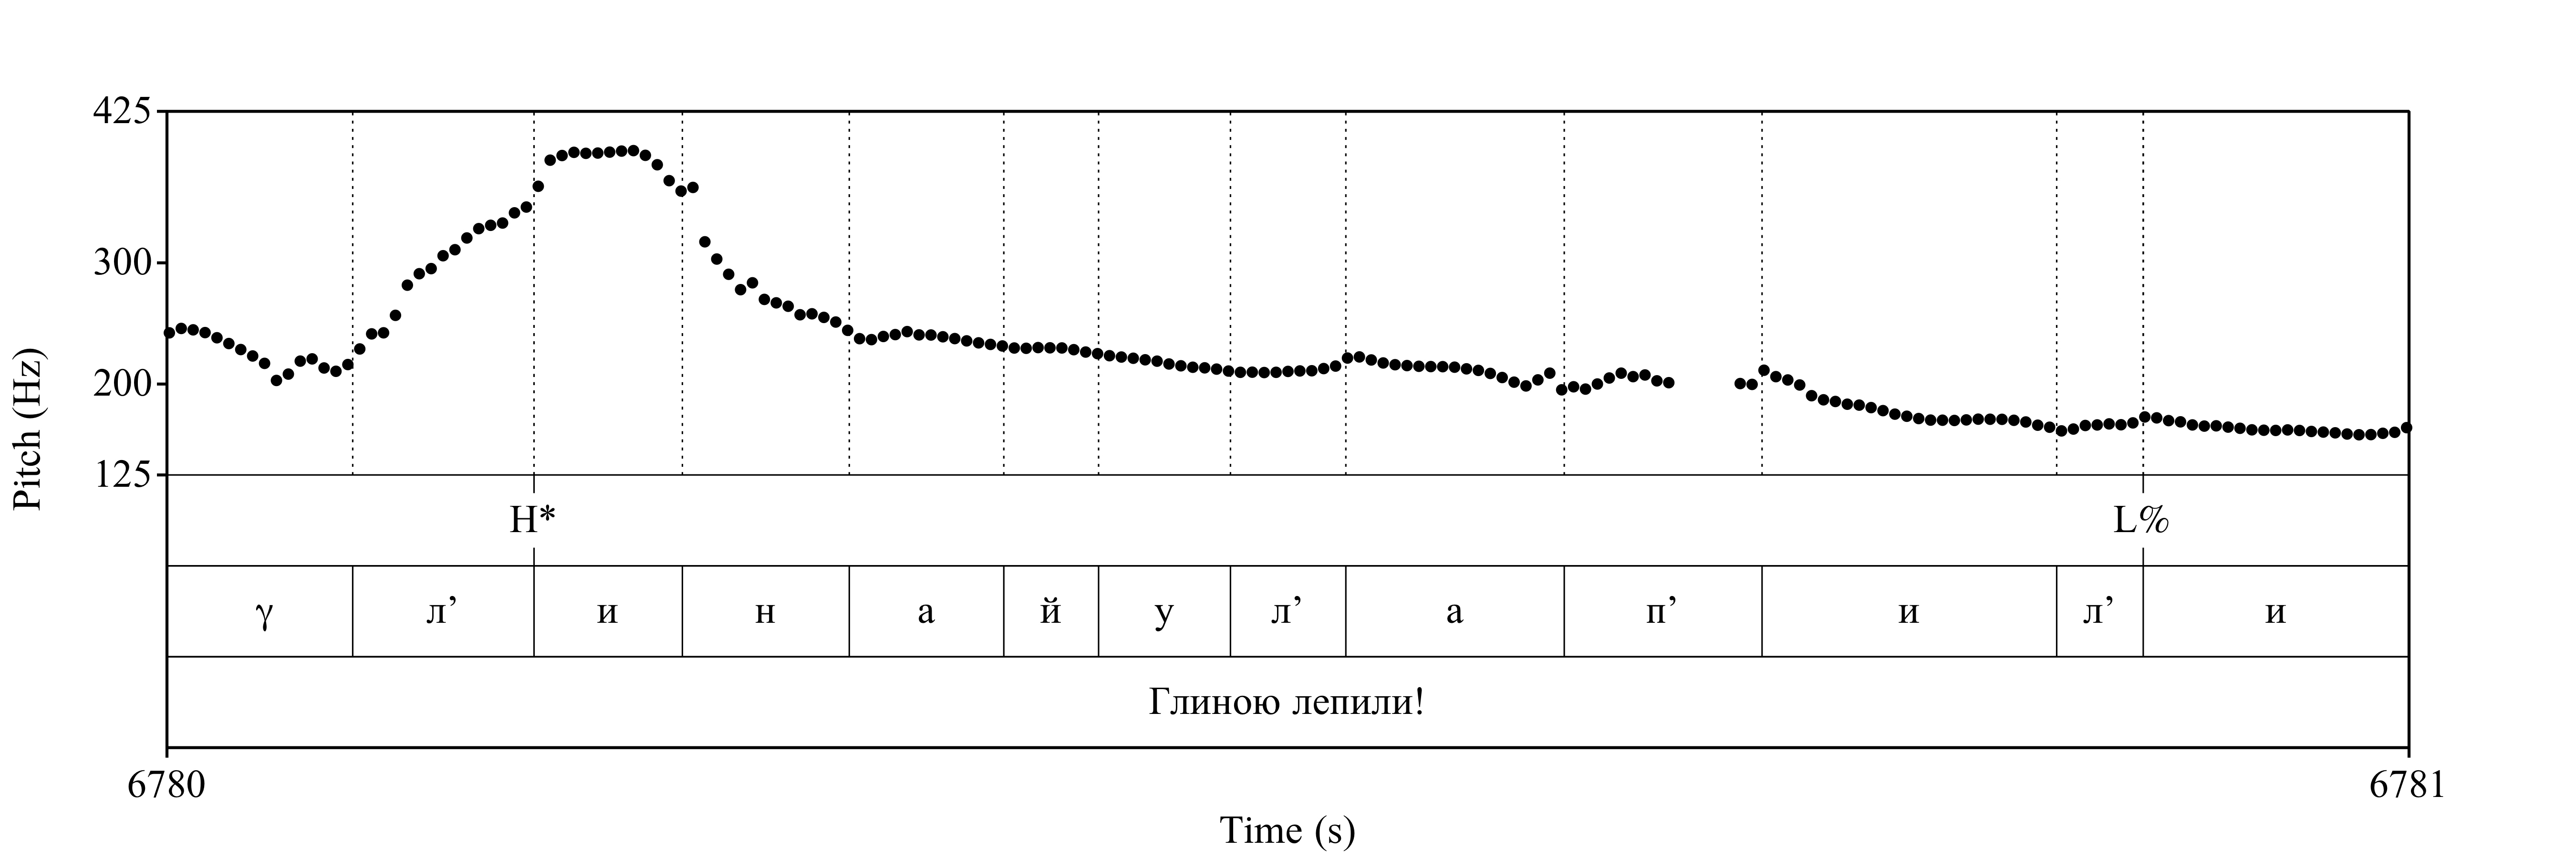 425
300
200
125
Pitch (Hz)
H* L%
γ л’ и н а й у л’ а п’ и л’ и
Глиною лепили!
6780 6781
Time (s)